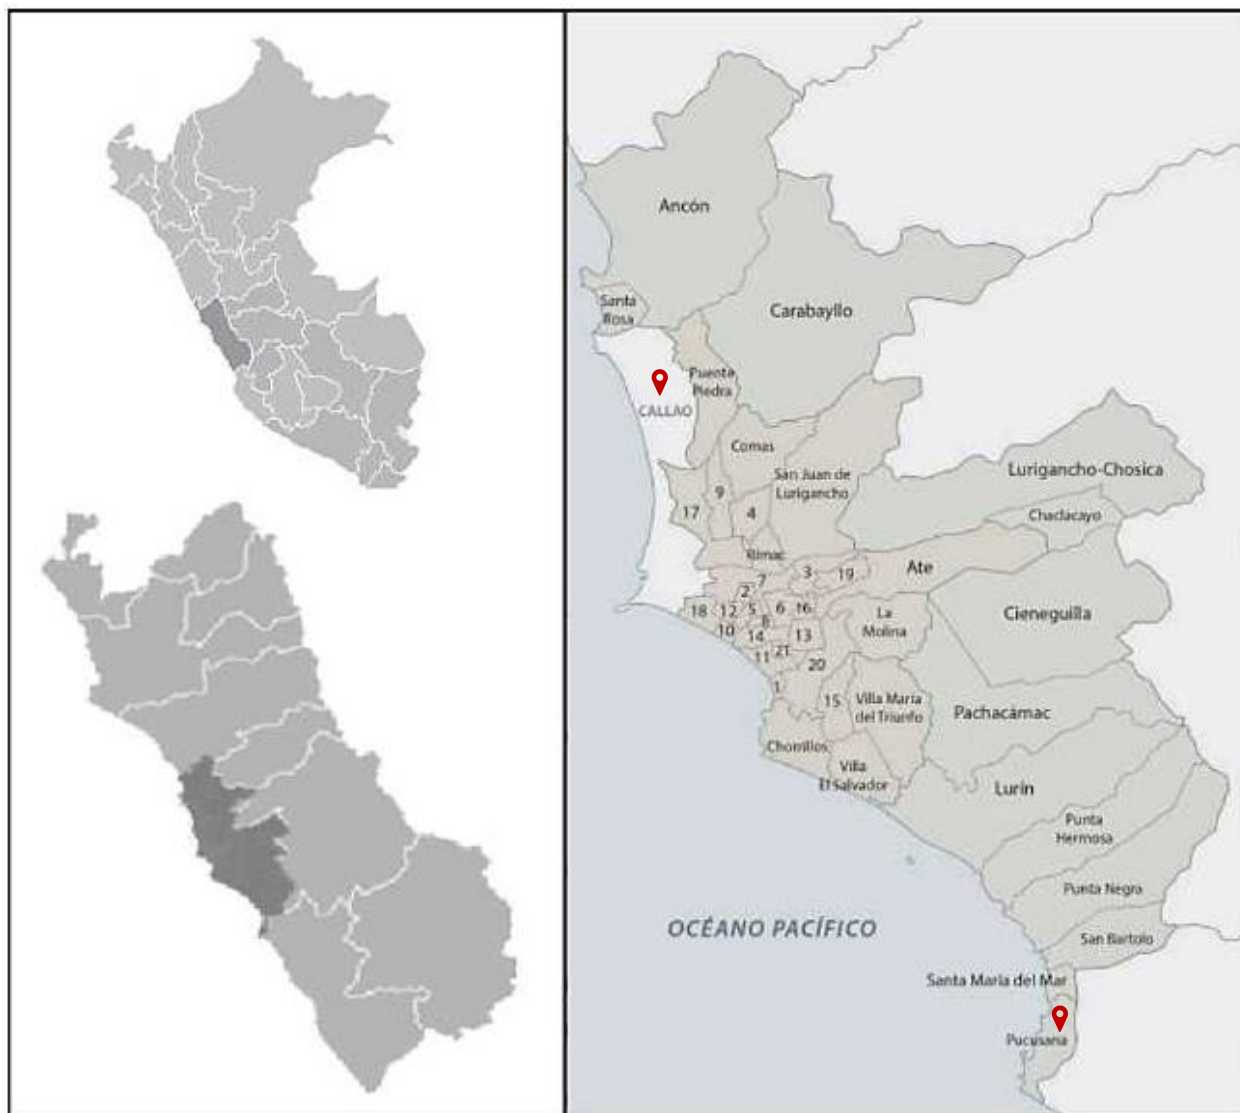 Ancón
Santa
Rosa
Carabayllo
Puente
Piedra
CALLAO
Comas
San Juan de
Lurigancho
Lurigancho-Chosica
9
17
4
Chaclacayo
Rímac
3
19
Ate
7
2
18
12
5
6
16
8
La
Molina
Cieneguilla
10
14
13
11
21
20
1
15
Villa María
del Triunfo
Pachacámac
Chorrillos
Villa
El Salvador
Lurín
Punta
Hermosa
Punta Negra
OCÉANO PACÍFICO
San Bartolo
Santa María del Mar
Pucusana